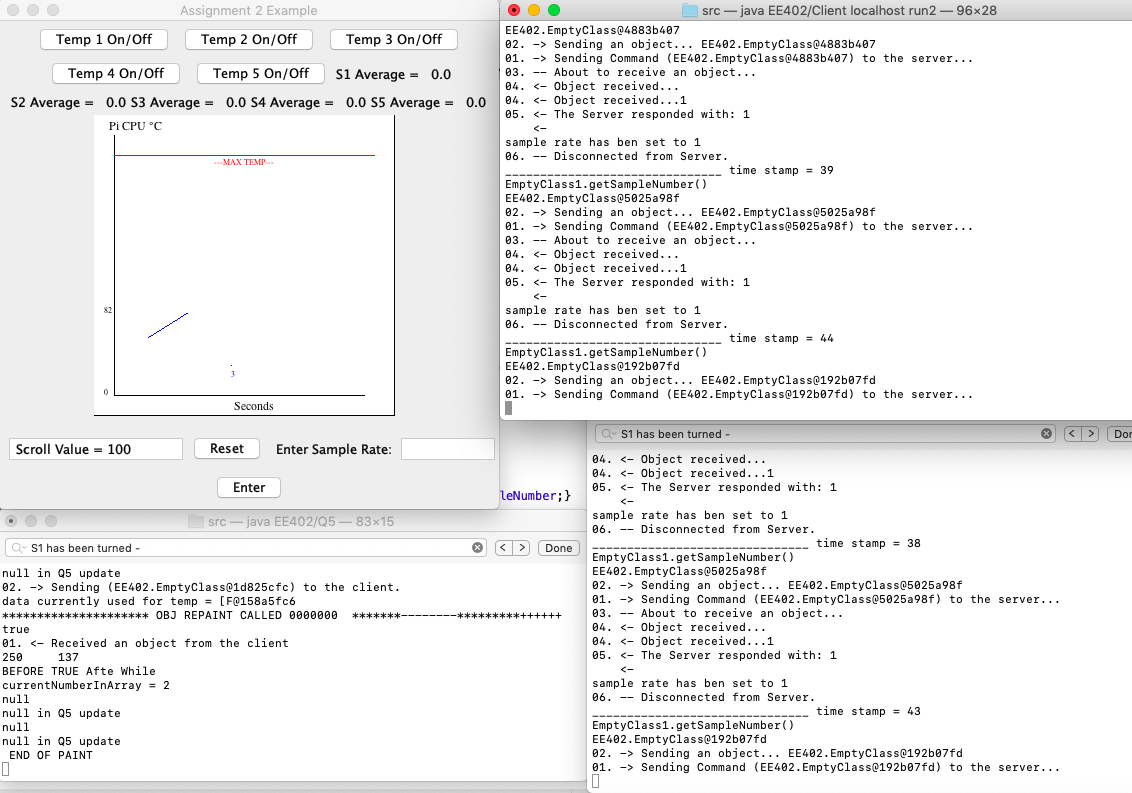 Assignment 2 Example
Temp 1 On/Off
Temp 2 On/Off
Temp 3 On/Off
Temp 4 On/Off
Temp 5 On/Off
S1 Average = 0.0
S2 Average = 0.0 S3 Average = 0.0 S4 Average = 0.0 S5 Average = 0.0
Pi CPU °C
---MAX TEMP---
82
3
0
Seconds
Scroll Value = 100
Reset
Enter Sample Rate:
Enter
src — java EE402/Client localhost run2 — 96×28
EE402.EmptyClass@4883b407
02. -> Sending an object... EE402.EmptyClass@4883b407
01. -> Sending Command (EE402.EmptyClass@4883b407) to the server...
03. -- About to receive an object...
04. <- Object received...
04. <- Object received...1
05. <- The Server responded with: 1
<-
sample rate has ben set to 1
06. -- Disconnected from Server.
______________________________ time stamp = 39
EmptyClass1.getSampleNumber()
EE402.EmptyClass@5025a98f
02. -> Sending an object... EE402.EmptyClass@5025a98f
01. -> Sending Command (EE402.EmptyClass@5025a98f) to the server...
03. -- About to receive an object...
04. <- Object received...
04. <- Object received...1
05. <- The Server responded with: 1
<-
sample rate has ben set to 1
06. -- Disconnected from Server.
______________________________ time stamp = 44
EmptyClass1.getSampleNumber()
EE402.EmptyClass@192b07fd
02. -> Sending an object... EE402.EmptyClass@192b07fd
01. -> Sending Command (EE402.EmptyClass@192b07fd) to the server...
leNumber;}
src — java EE402/Q5 — 83×15
S1 has been turned -
Done
null in Q5 update
02. -> Sending (EE402.EmptyClass@1d825cfc) to the client.
data currently used for temp = [F@158a5fc6
********************* OBJ REPAINT CALLED 0000000 *******--------*********++++++
true
01. <- Received an object from the client
250 137
BEFORE TRUE Afte While
currentNumberInArray = 2
null
null in Q5 update
null
null in Q5 update
END OF PAINT
S1 has been turned -
Don
04. <- Object received...
04. <- Object received...1
05. <- The Server responded with: 1
<-
sample rate has ben set to 1
06. -- Disconnected from Server.
______________________________ time stamp = 38
EmptyClass1.getSampleNumber()
EE402.EmptyClass@5025a98f
02. -> Sending an object... EE402.EmptyClass@5025a98f
01. -> Sending Command (EE402.EmptyClass@5025a98f) to the server...
03. -- About to receive an object...
04. <- Object received...
04. <- Object received...1
05. <- The Server responded with: 1
<-
sample rate has ben set to 1
06. -- Disconnected from Server.
______________________________ time stamp = 43
EmptyClass1.getSampleNumber()
EE402.EmptyClass@192b07fd
02. -> Sending an object... EE402.EmptyClass@192b07fd
01. -> Sending Command (EE402.EmptyClass@192b07fd) to the server...